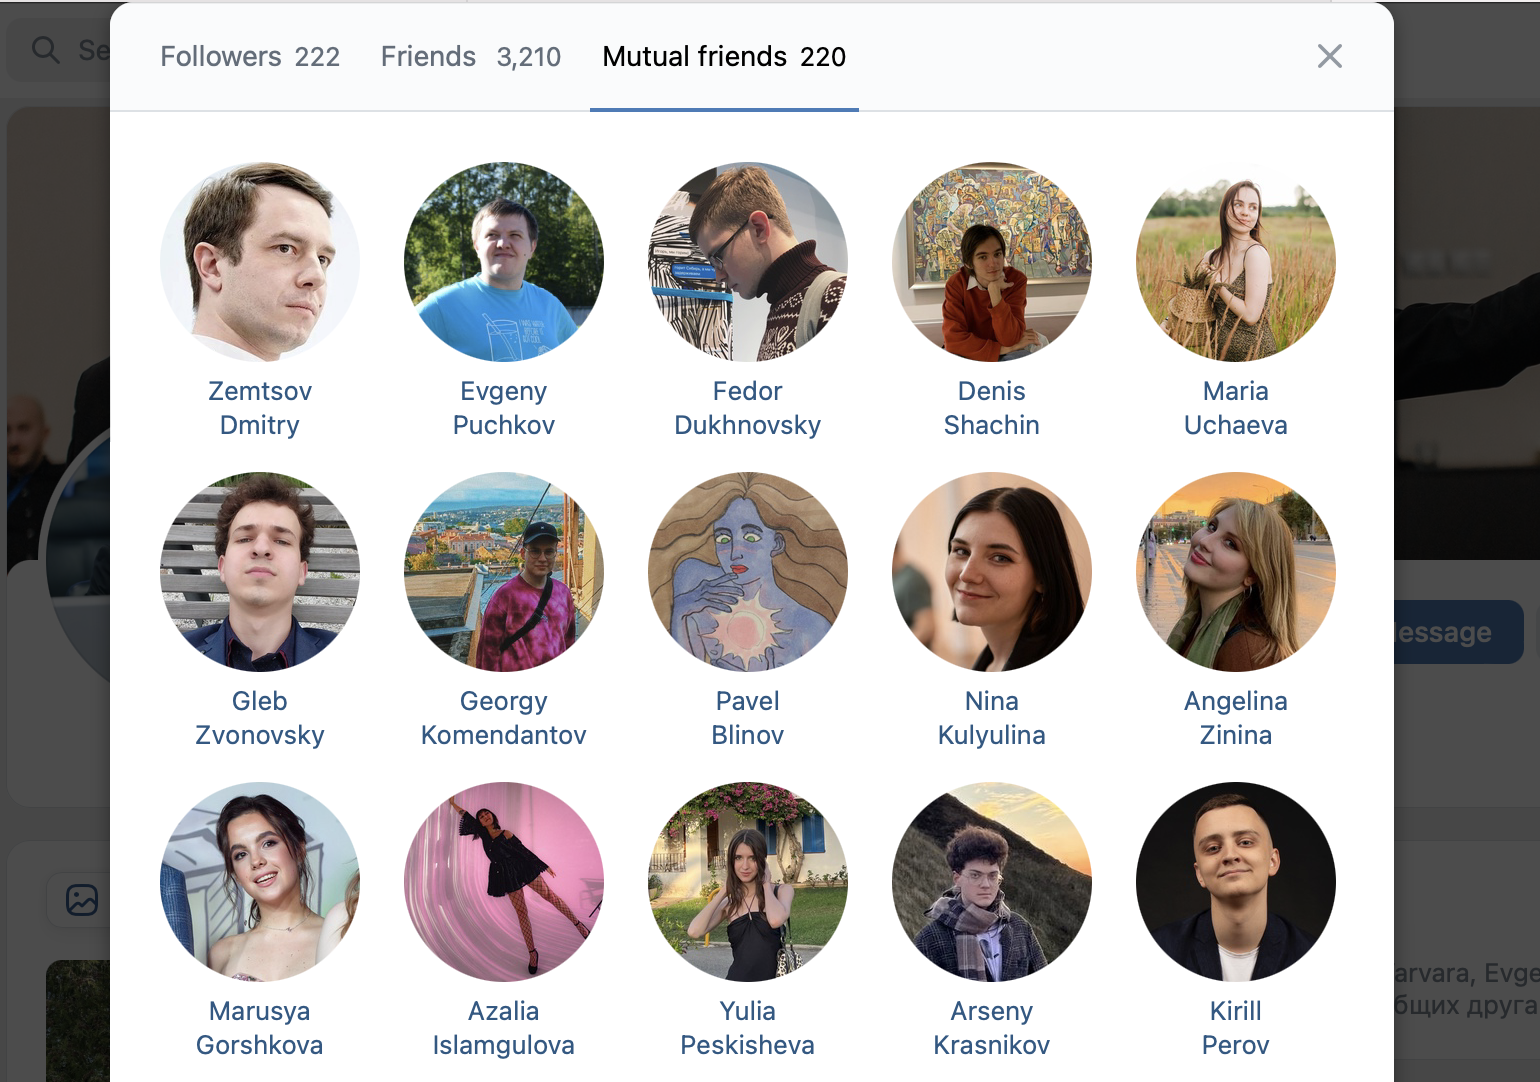 Se
Followers 222 Friends 3,210 Mutual friends 220
Zemtsov Dmitry
Evgeny Puchkov
Fedor Dukhnovsky
Denis Shachin
Maria Uchaeva
Gleb Zvonovsky
Georgy Komendantov
Pavel Blinov
Nina Kulyulina
Angelina Zinina
essage
Marusya Gorshkova
Azalia Islamgulova
Yulia Peskisheva
Arseny Krasnikov
Kirill Perov
arvara, Evge
бщих друга